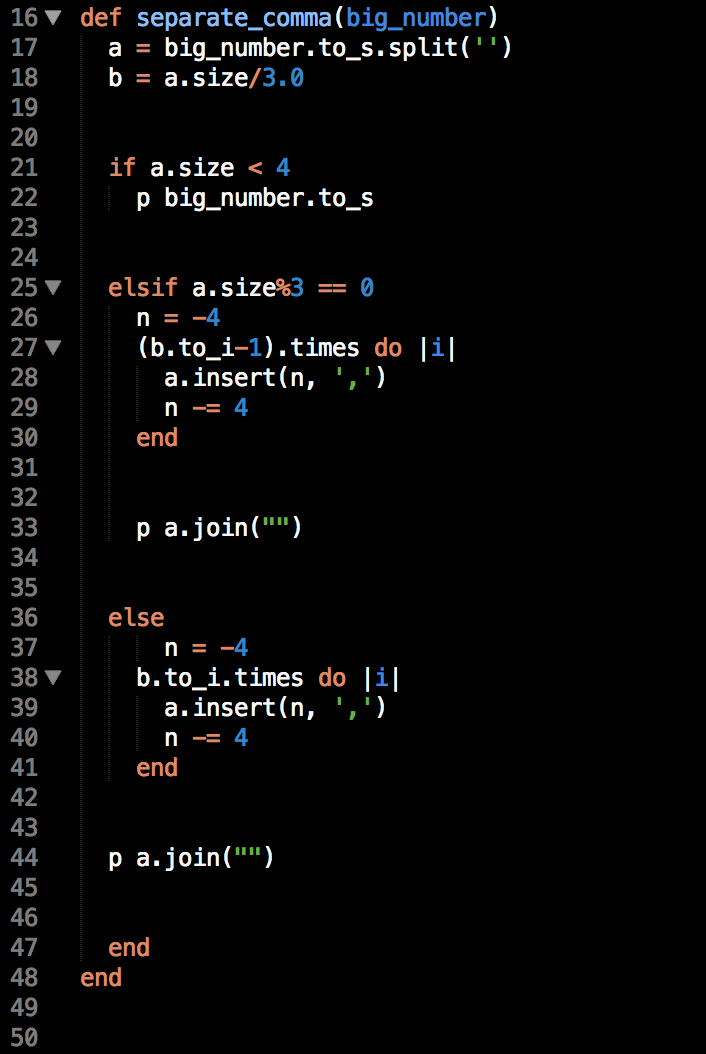 16 def separate_comma(big_number)
17   a = big_number.to_s.split('')
18   b = a.size/3.0
19
20
21   if a.size < 4
22     p big_number.to_s
23
24
25   elsif a.size%3 == 0
26     n = -4
27     (b.to_i-1).times do |i|
28       a.insert(n, ',')
29       n -= 4
30     end
31
32
33     p a.join("")
34
35
36   else
37       n = -4
38     b.to_i.times do |i|
39       a.insert(n, ',')
40       n -= 4
41     end
42
43
44   p a.join("")
45
46
47   end
48 end
49
50